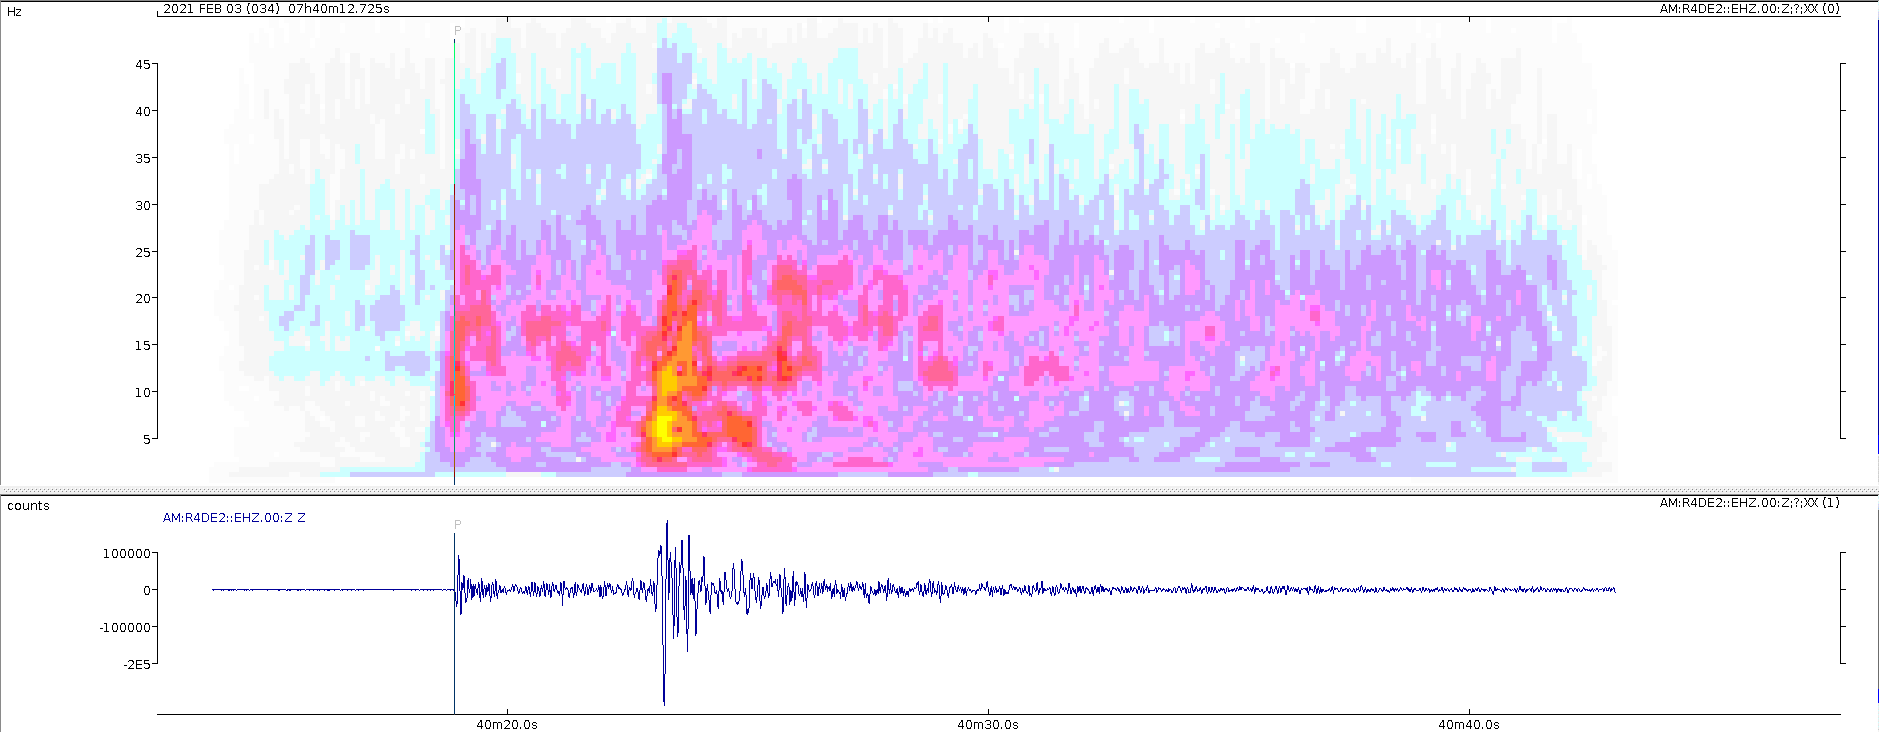 Hz
2021 FEB 03 (034)  07h40m12.725s
AM:R4DE2::EHZ.00:Z;?;XX (0)
P
45
40
35
30
25
20
15
10
5
counts
AM:R4DE2::EHZ.00:Z;?;XX (1)
AM:R4DE2::EHZ.00:Z Z
P
100000
0
-100000
-2E5
40m20.0s
40m30.0s
40m40.0s